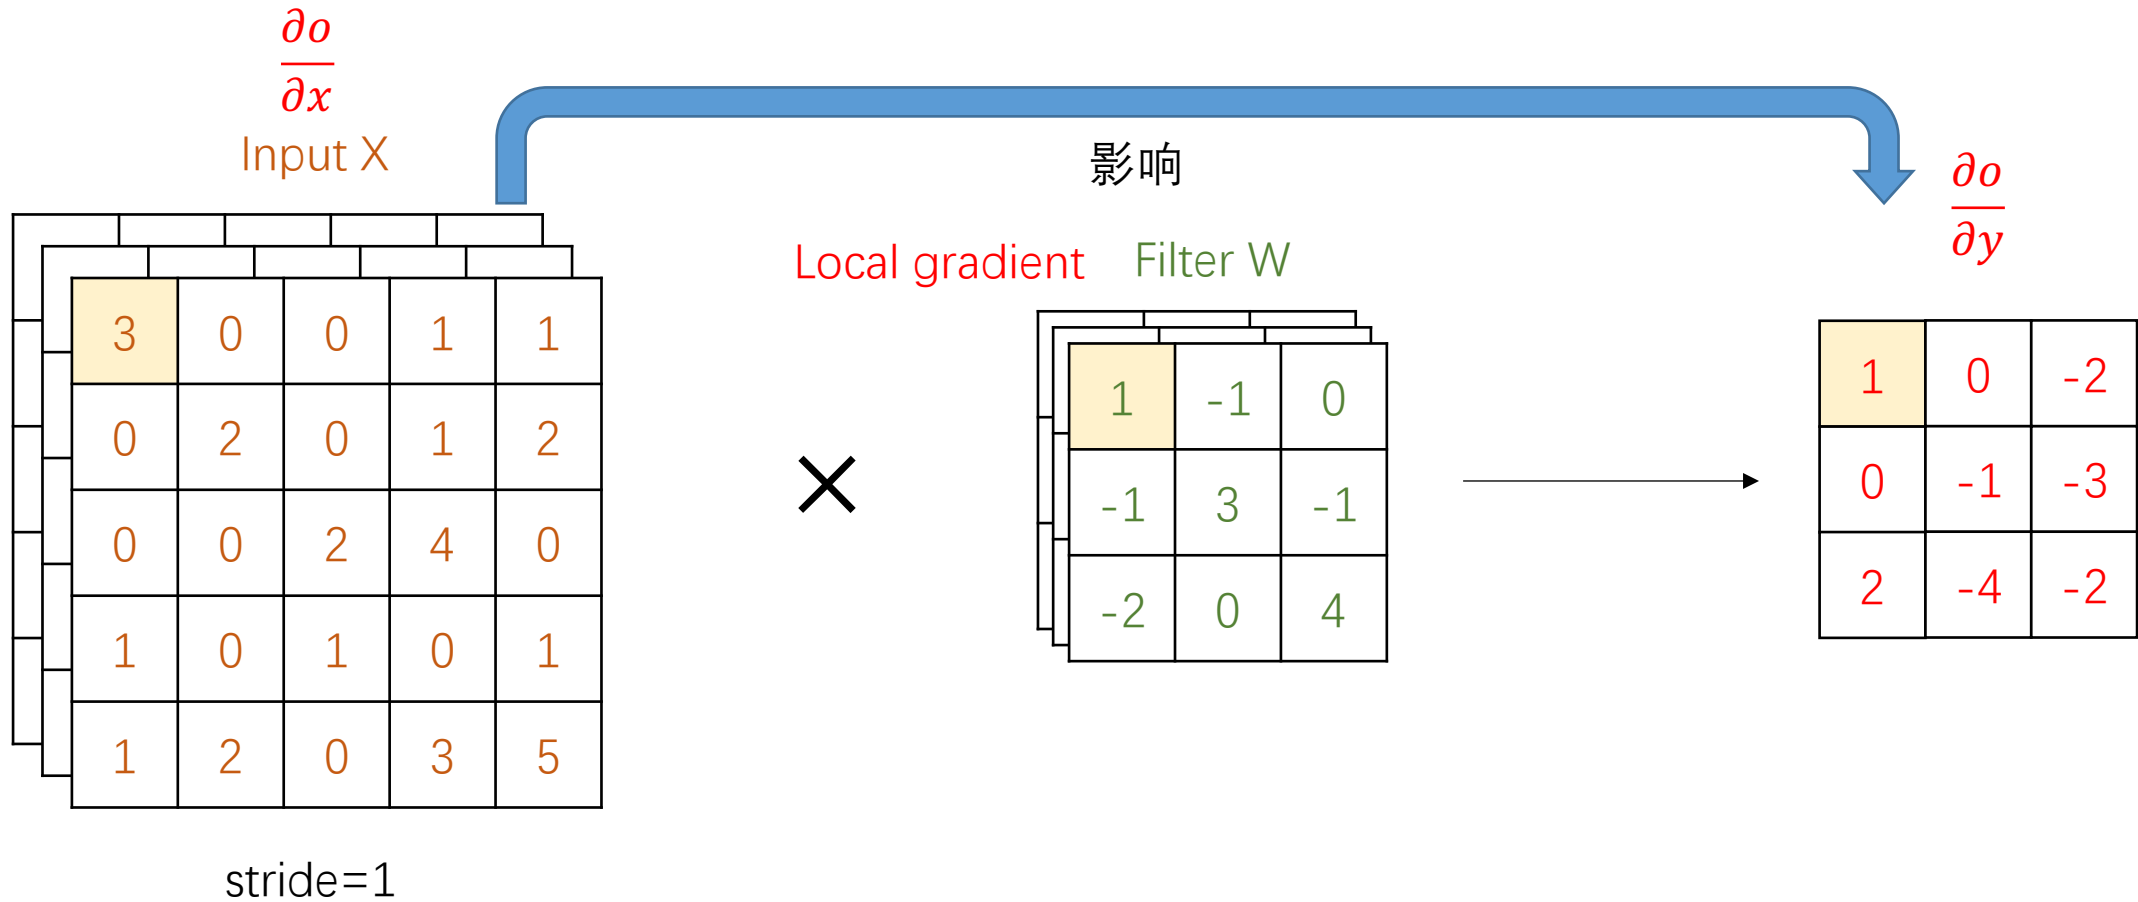 ∂o
∂x
Input X
影响
∂o
∂y
Local gradient Filter W
3 0 0 1 1
0 2 0 1 2
0 0 2 4 0
1 0 1 0 1
1 2 0 3 5
×
1 -1 0
-1 3 -1
-2 0 4
1 0 -2
0 -1 -3
2 -4 -2
stride=1